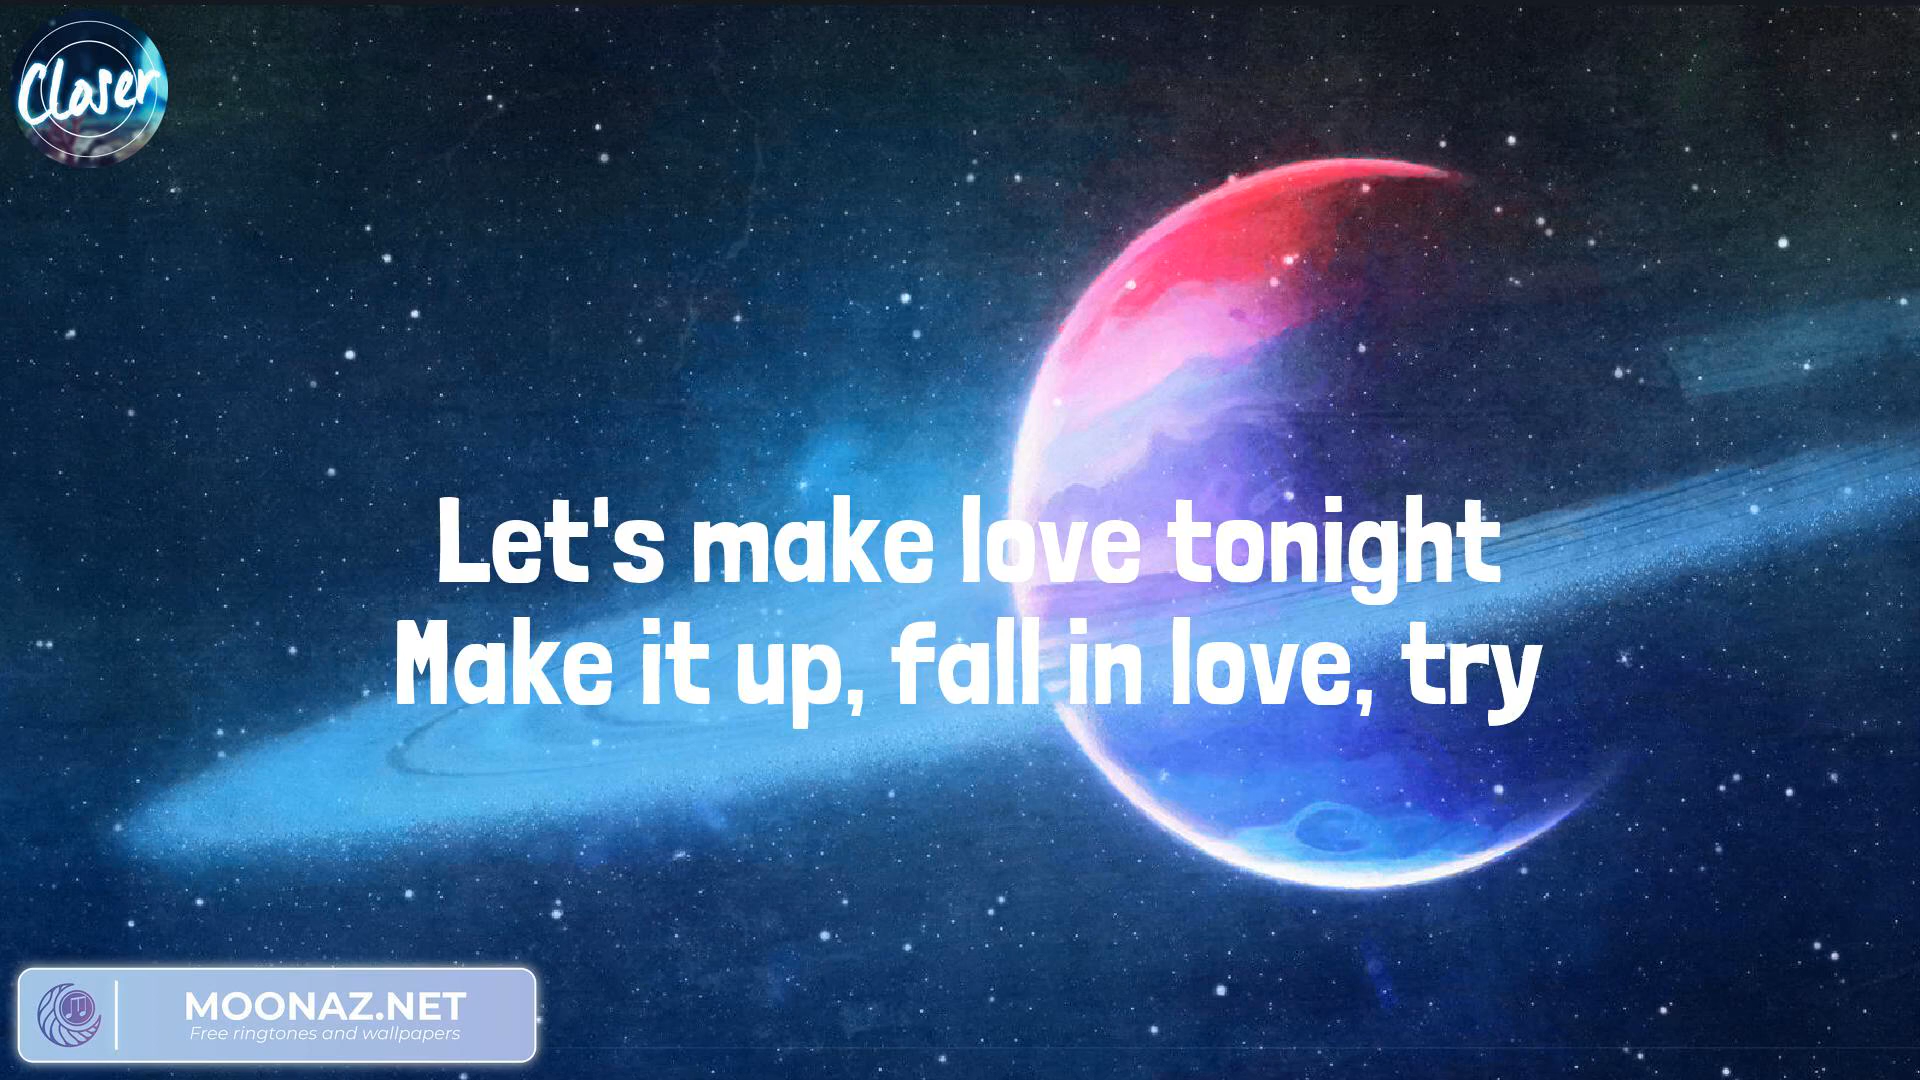 Closer
Let's make love tonight
Make it up, fall in love, try
MOONAZ.NET
Free ringtones and wallpapers